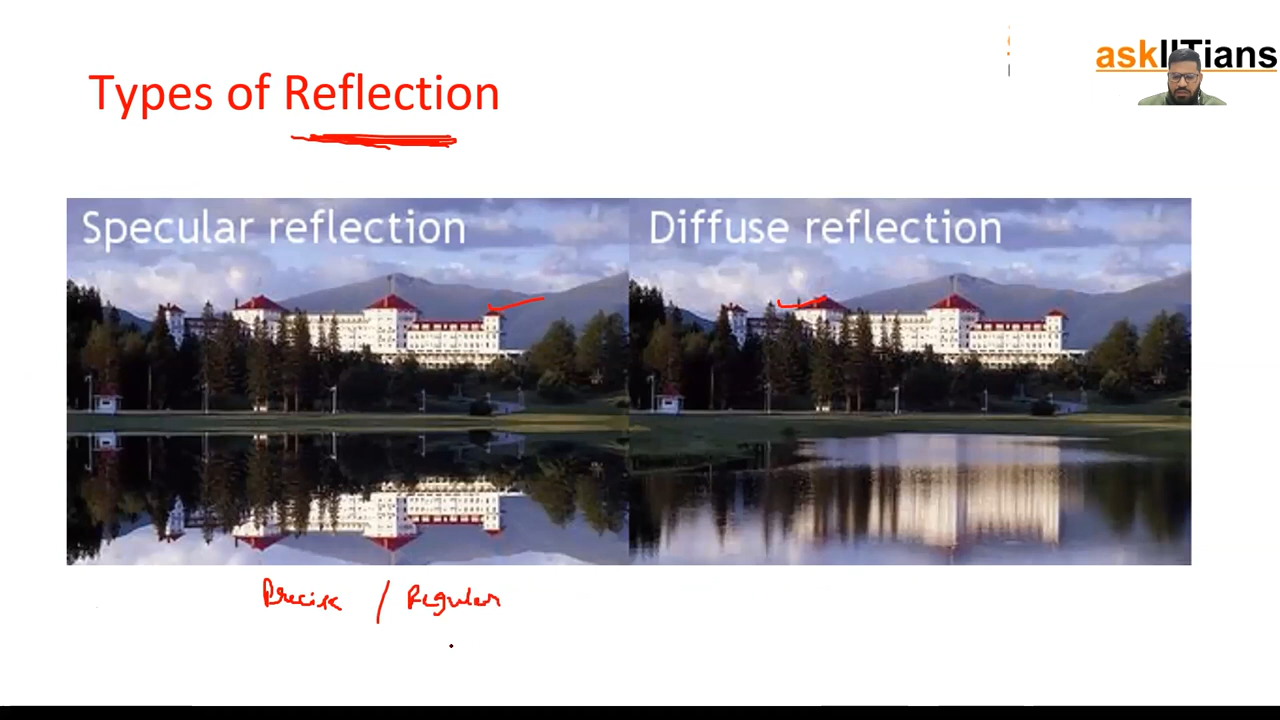 askIITians
Types of Reflection
Specular reflection
Diffuse reflection
Precise / Regular